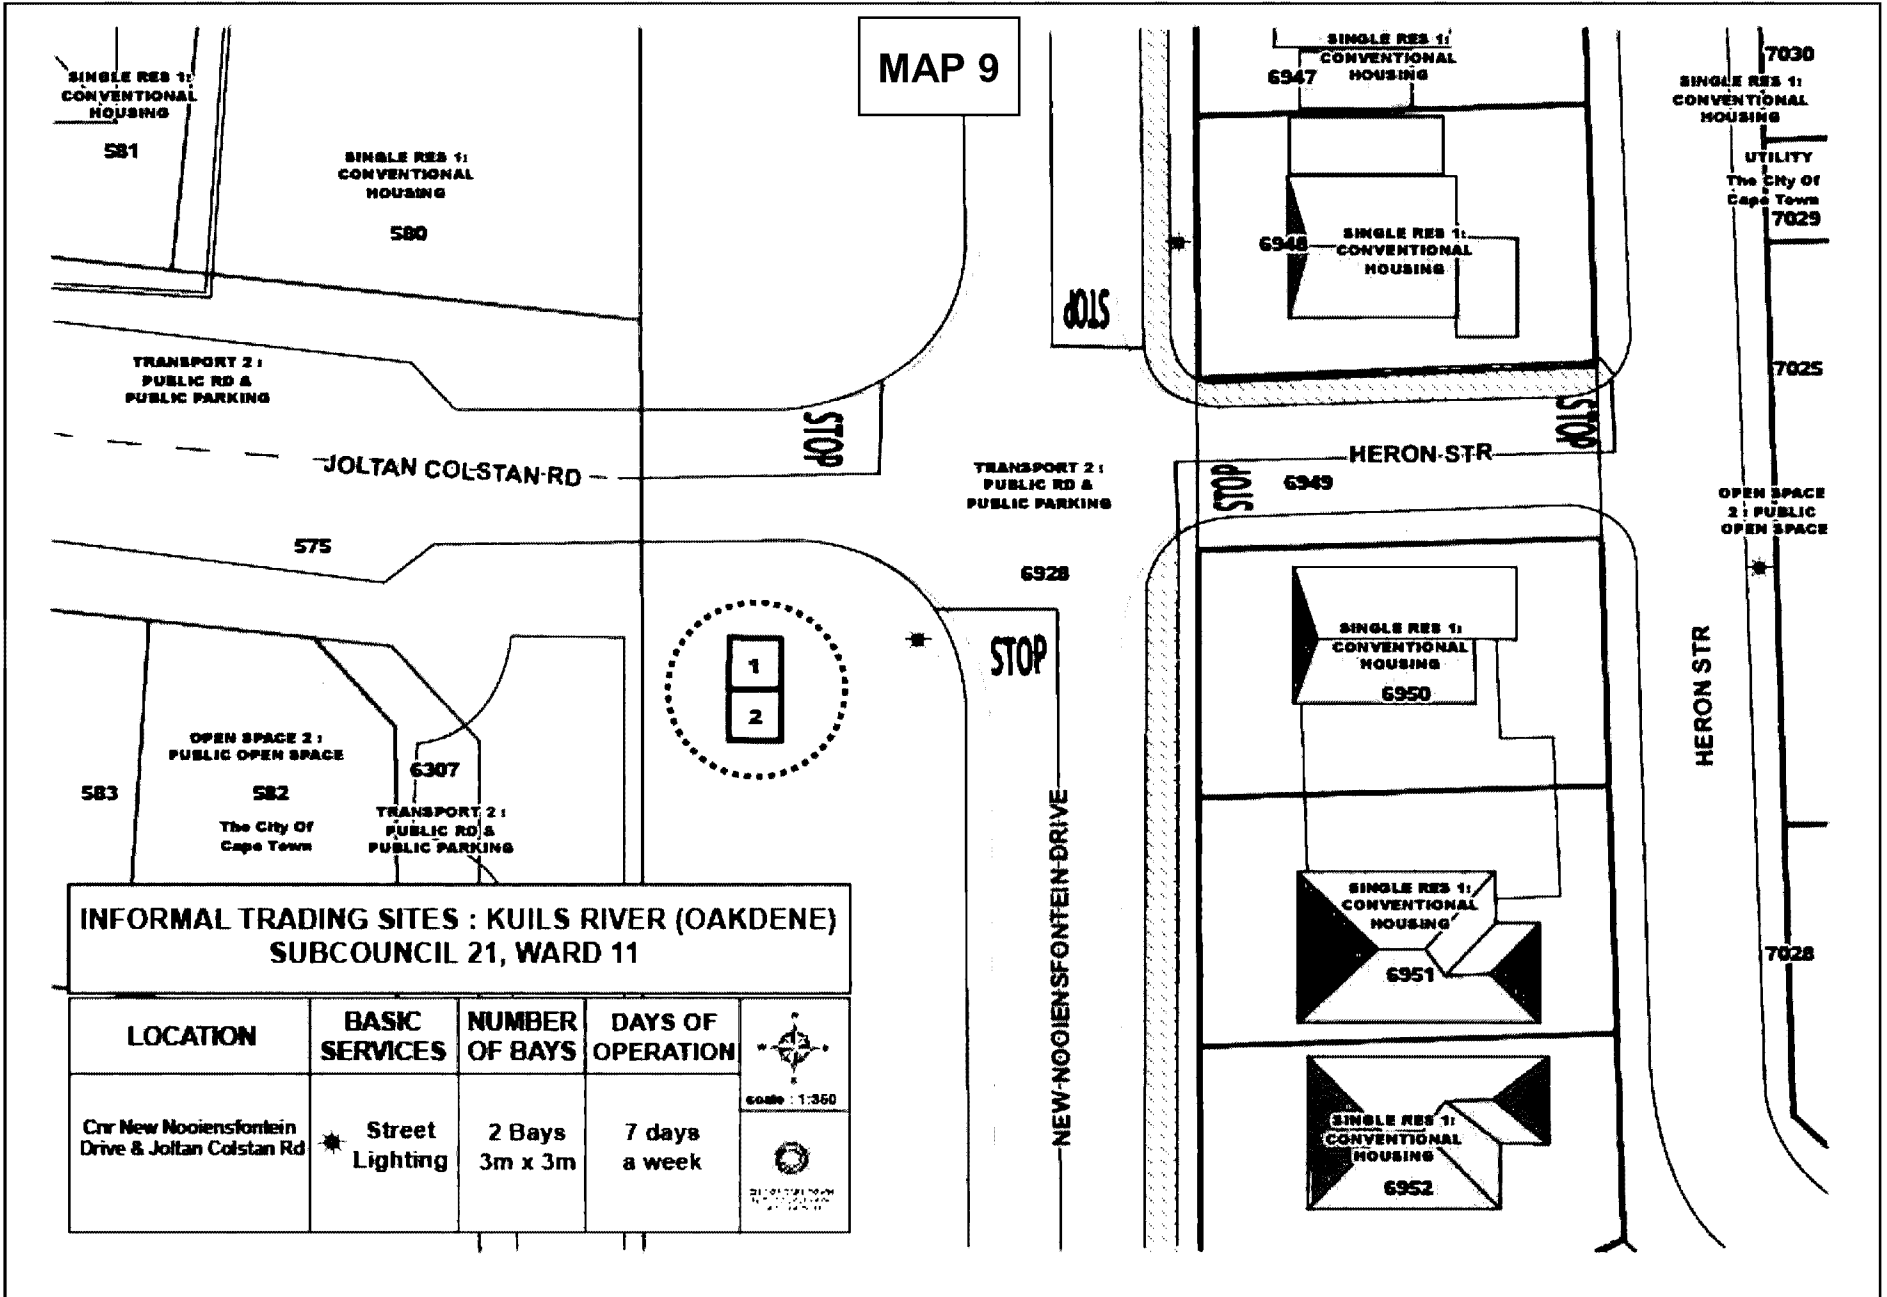 MAP 9
SINGLE RES 1:
CONVENTIONAL
HOUSING
581
SINGLE RES 1:
CONVENTIONAL
HOUSING
580
SINGLE RES 1:
CONVENTIONAL
HOUSING
6947
SINGLE RES 1:
CONVENTIONAL
HOUSING
7030
UTILITY
The City Of
Cape Town
7029
6948
SINGLE RES 1:
CONVENTIONAL
HOUSING
STOP
TRANSPORT 2 :
PUBLIC RD &
PUBLIC PARKING
7025
STOP
STOP
JOLTAN COLSTAN RD
HERON STR
TRANSPORT 2 :
PUBLIC RD &
PUBLIC PARKING
STOP
6949
OPEN SPACE
2 : PUBLIC
OPEN SPACE
575
6928
STOP
1
2
SINGLE RES 1:
CONVENTIONAL
HOUSING
6950
HERON STR
OPEN SPACE 2 :
PUBLIC OPEN SPACE
583
582
The City Of
Cape Town
6307
TRANSPORT 2 :
PUBLIC RD &
PUBLIC PARKING
NEW NOOIENSFONTEIN DRIVE
SINGLE RES 1:
CONVENTIONAL
HOUSING
6951
7028
SINGLE RES 1:
CONVENTIONAL
HOUSING
6952
INFORMAL TRADING SITES : KUILS RIVER (OAKDENE)
SUBCOUNCIL 21, WARD 11
LOCATION
BASIC
SERVICES
NUMBER
OF BAYS
DAYS OF
OPERATION
scale : 1:350
Cnr New Nooiensfontein
Drive & Joltan Colstan Rd
Street
Lighting
2 Bays
3m x 3m
7 days
a week